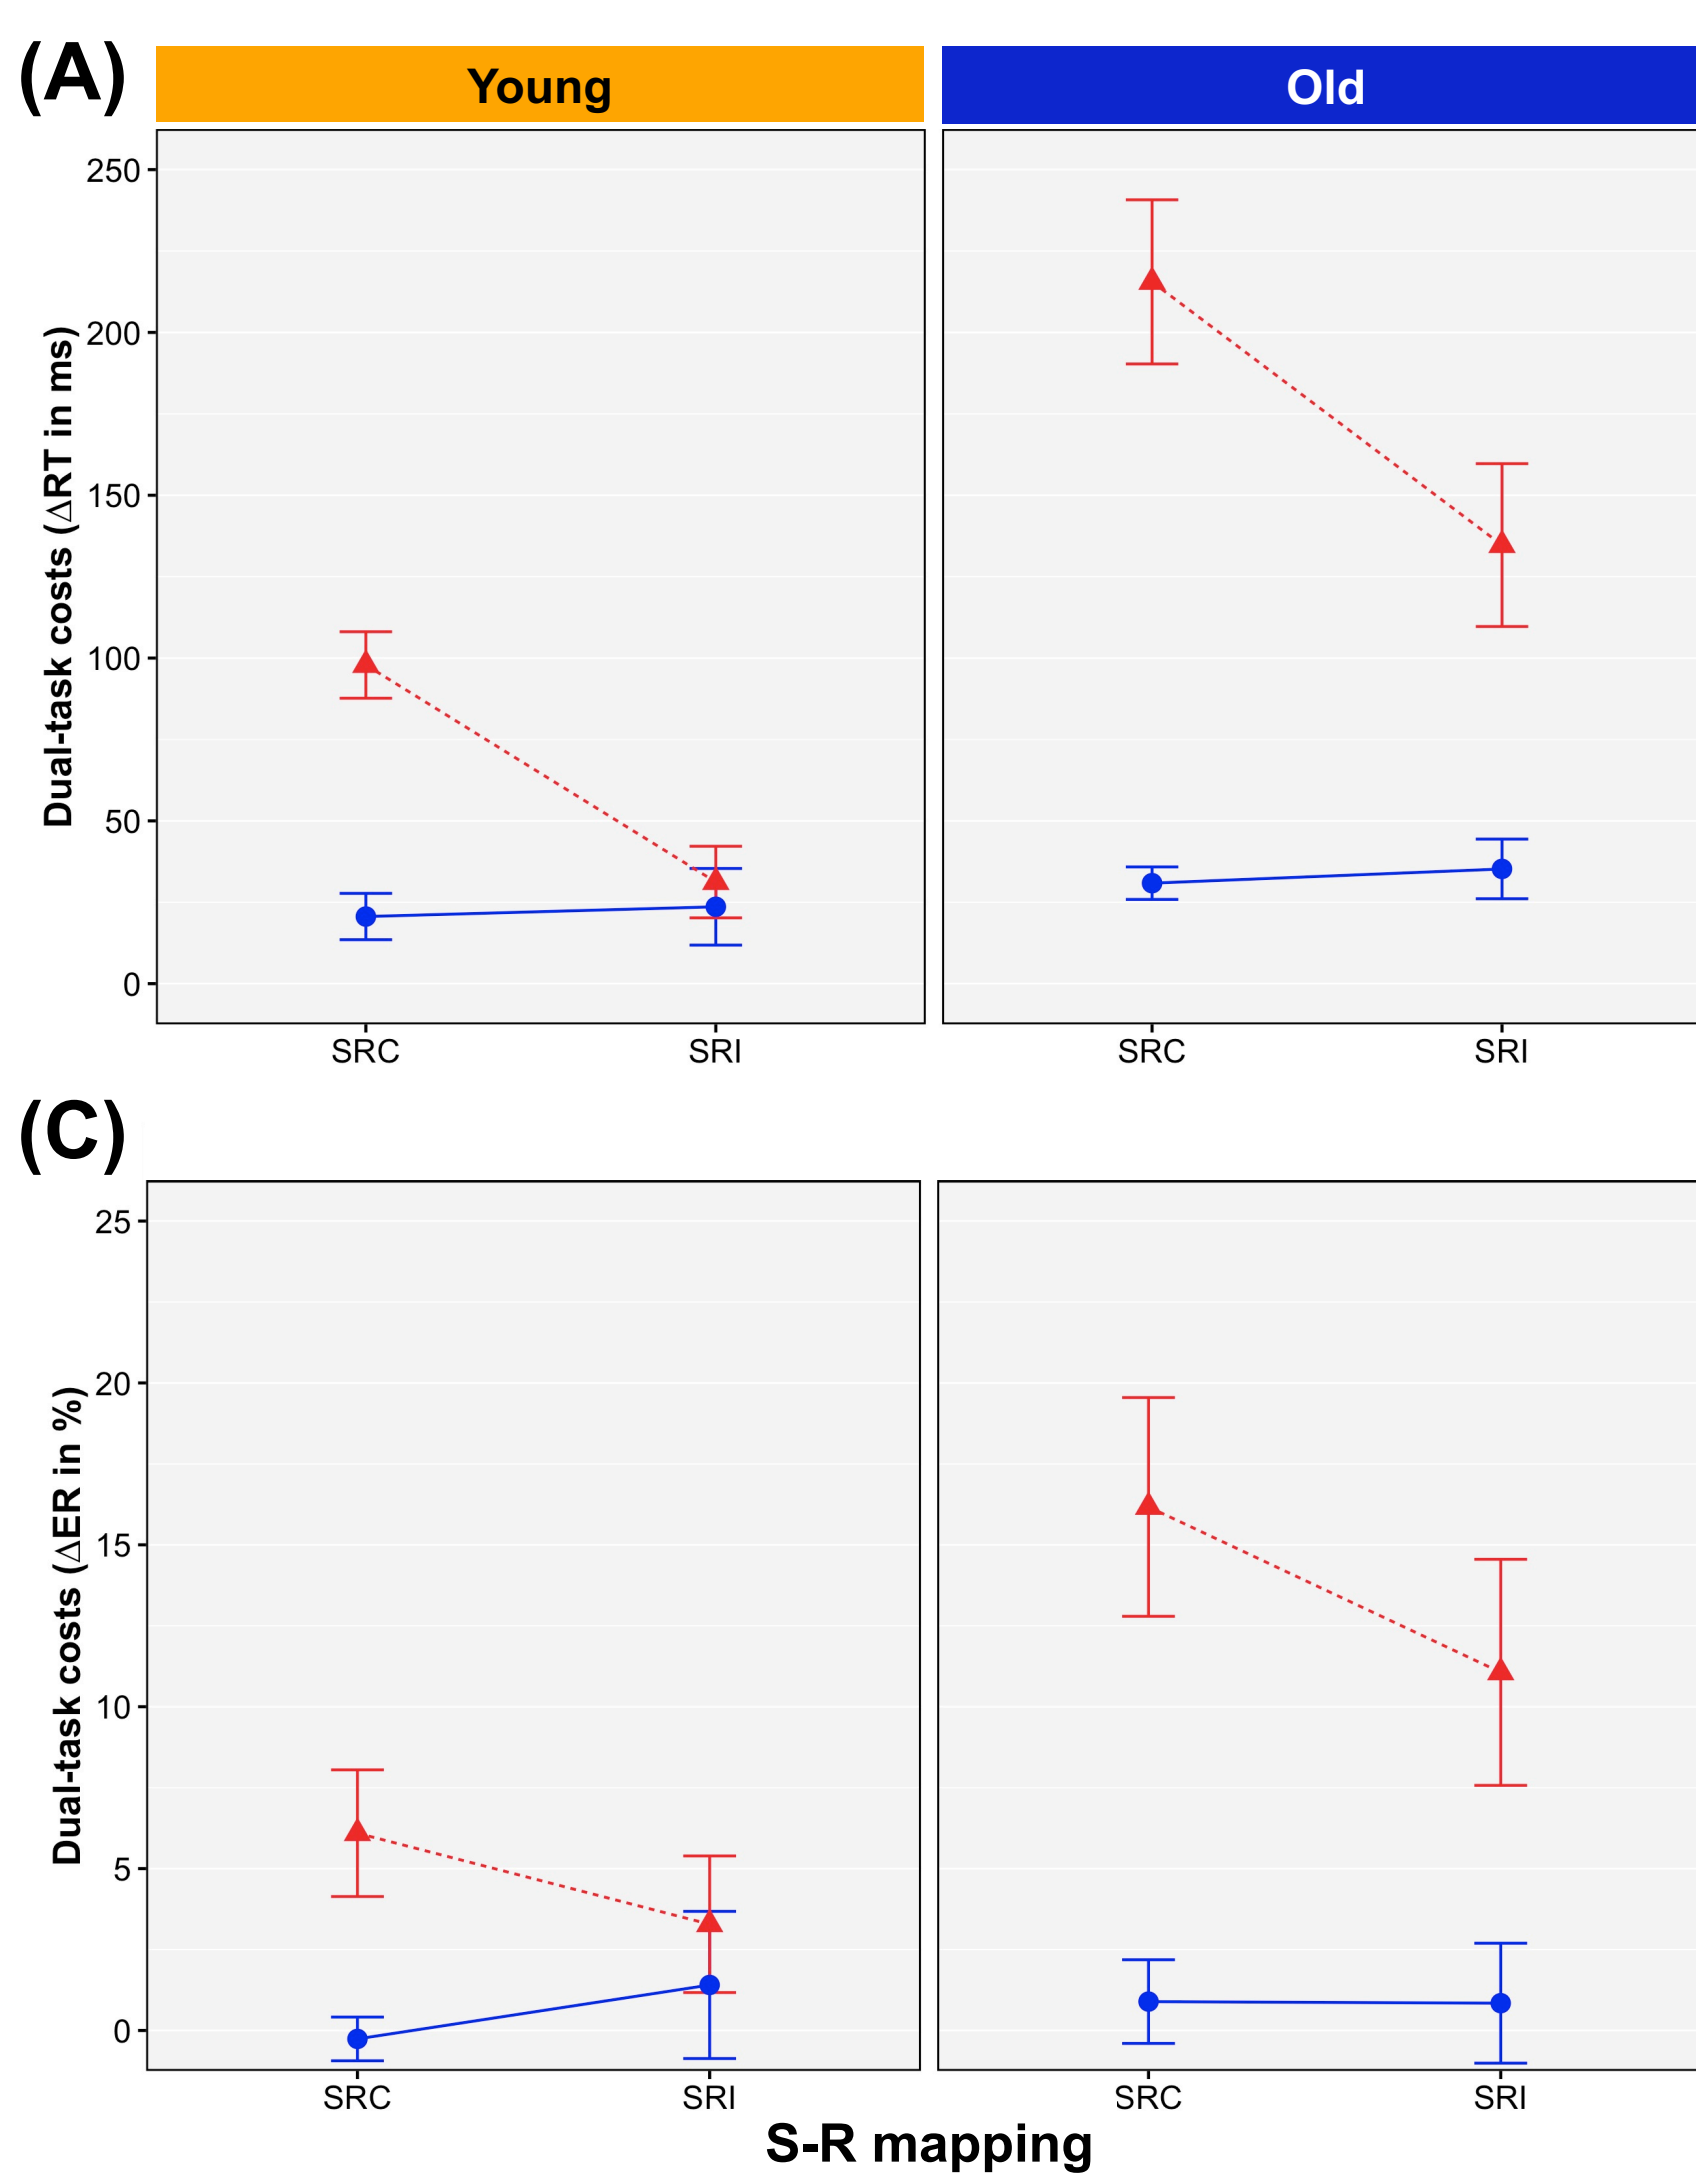 (A)
Young
Old
Dual-task costs (ΔRT in ms)
250
200
150
100
50
0
SRC
SRI
SRC
SRI
(C)
Dual-task costs (ΔER in %)
25
20
15
10
5
0
SRC
SRI
SRC
SRI
S-R mapping